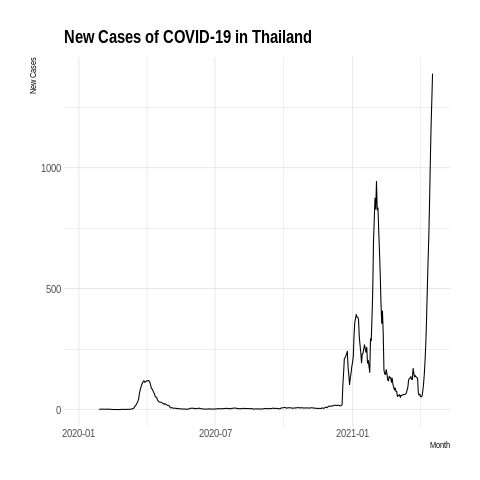 New Cases of COVID-19 in Thailand
New Cases
1000
500
0
2020-01
2020-07
2021-01
Month